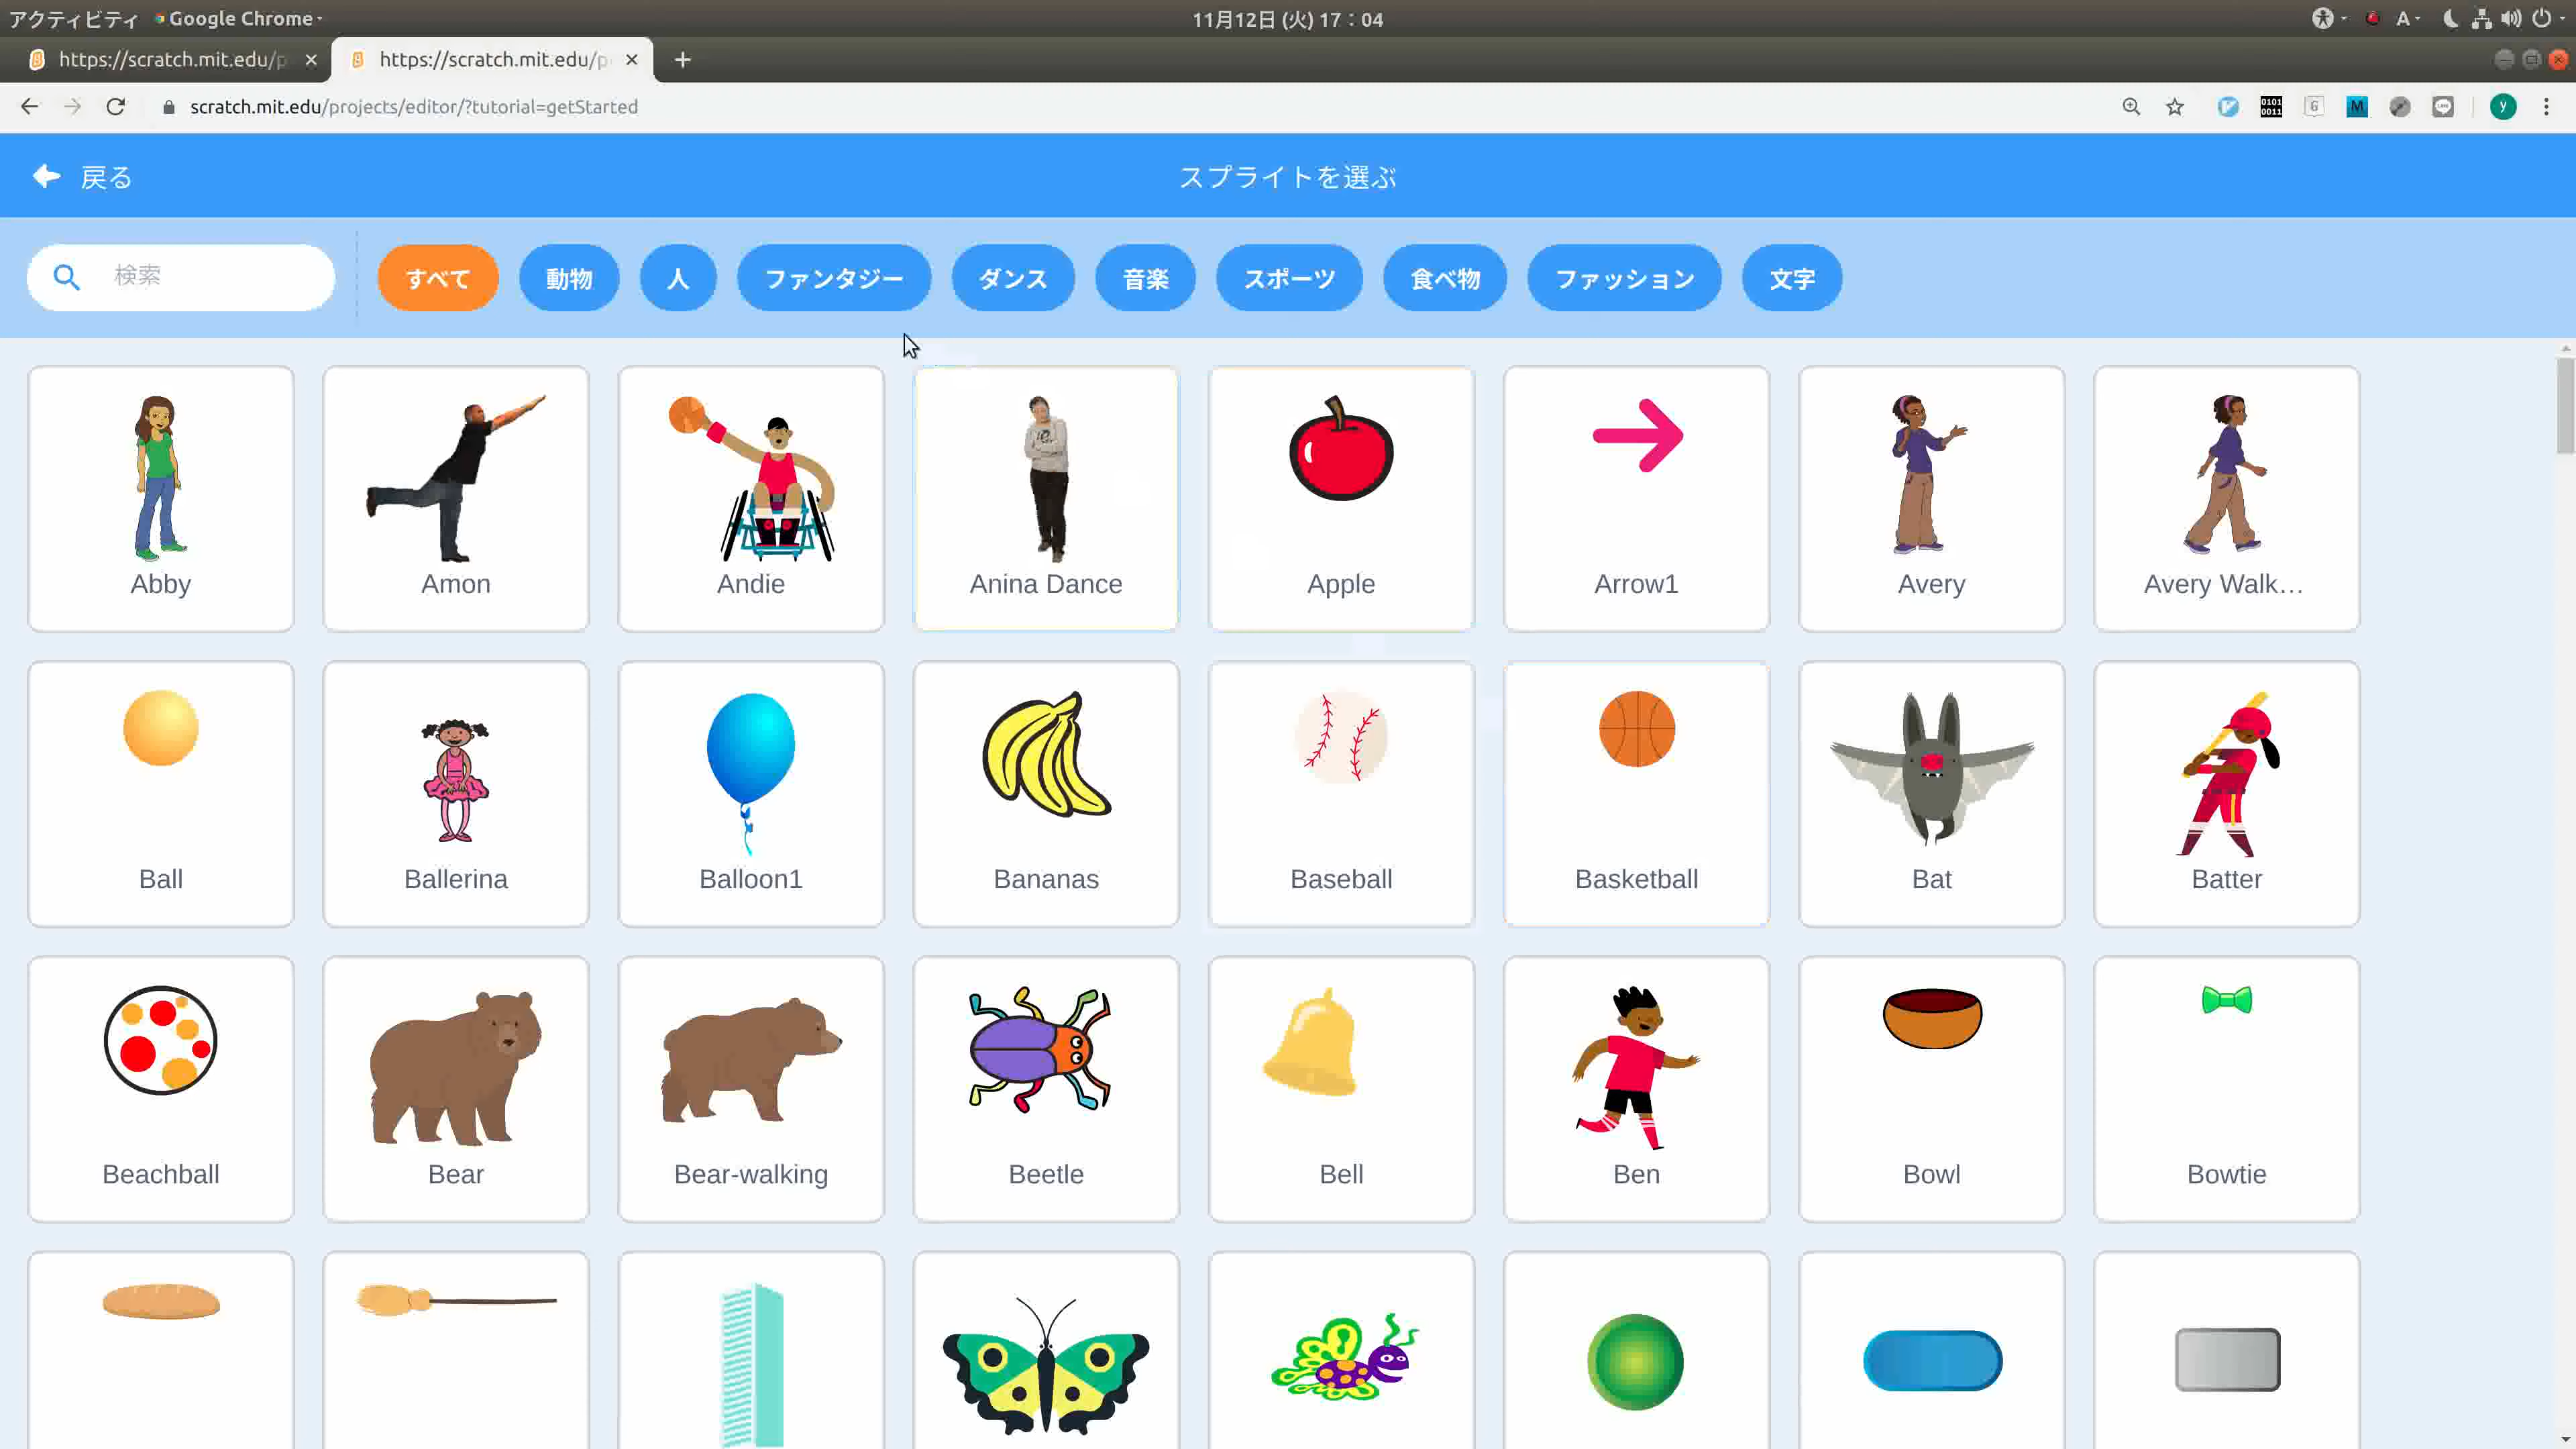 アクティビティ Google Chrome 11月12日 (火) 17：04 A
https://scratch.mit.edu/p https://scratch.mit.edu/p
scratch.mit.edu/projects/editor/?tutorial=getStarted 0101 0011 G M y
戻る スプライトを選ぶ
検索 すべて 動物 人 ファンタジー ダンス 音楽 スポーツ 食べ物 ファッション 文字
Abby Amon Andie Anina Dance Apple Arrow1 Avery Avery Walk...
Ball Ballerina Balloon1 Bananas Baseball Basketball Bat Batter
Beachball Bear Bear-walking Beetle Bell Ben Bowl Bowtie